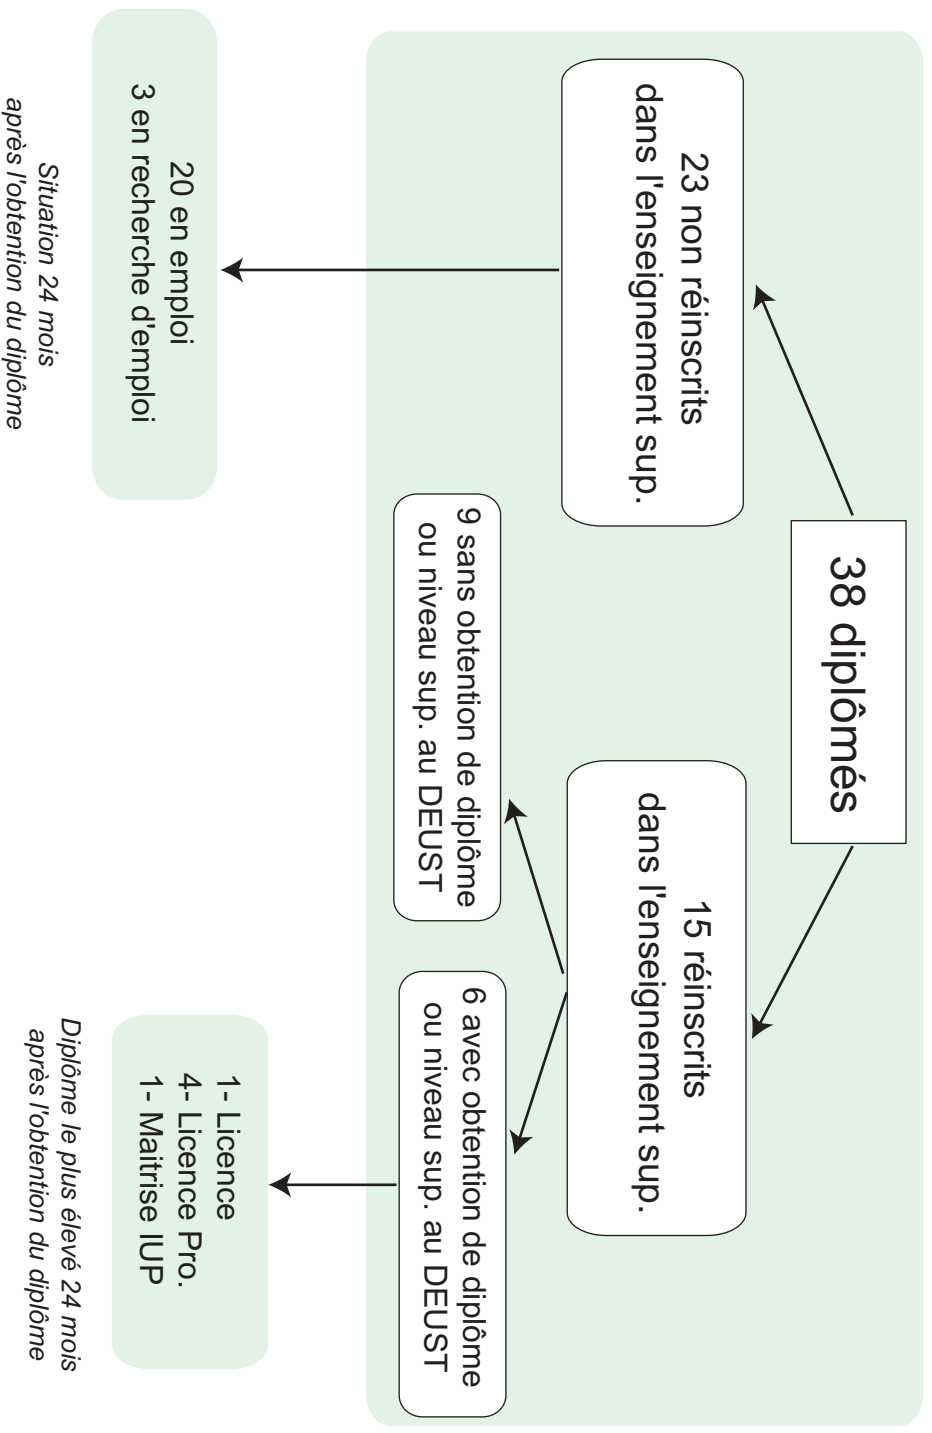 38 diplômés
23 non réinscrits
dans l'enseignement sup.
15 réinscrits
dans l'enseignement sup.
9 sans obtention de diplôme
ou niveau sup. au DEUST
6 avec obtention de diplôme
ou niveau sup. au DEUST
20 en emploi
3 en recherche d'emploi
Situation 24 mois
après l'obtention du diplôme
1- Licence
4- Licence Pro.
1- Maitrise IUP
Diplôme le plus élevé 24 mois
après l'obtention du diplôme